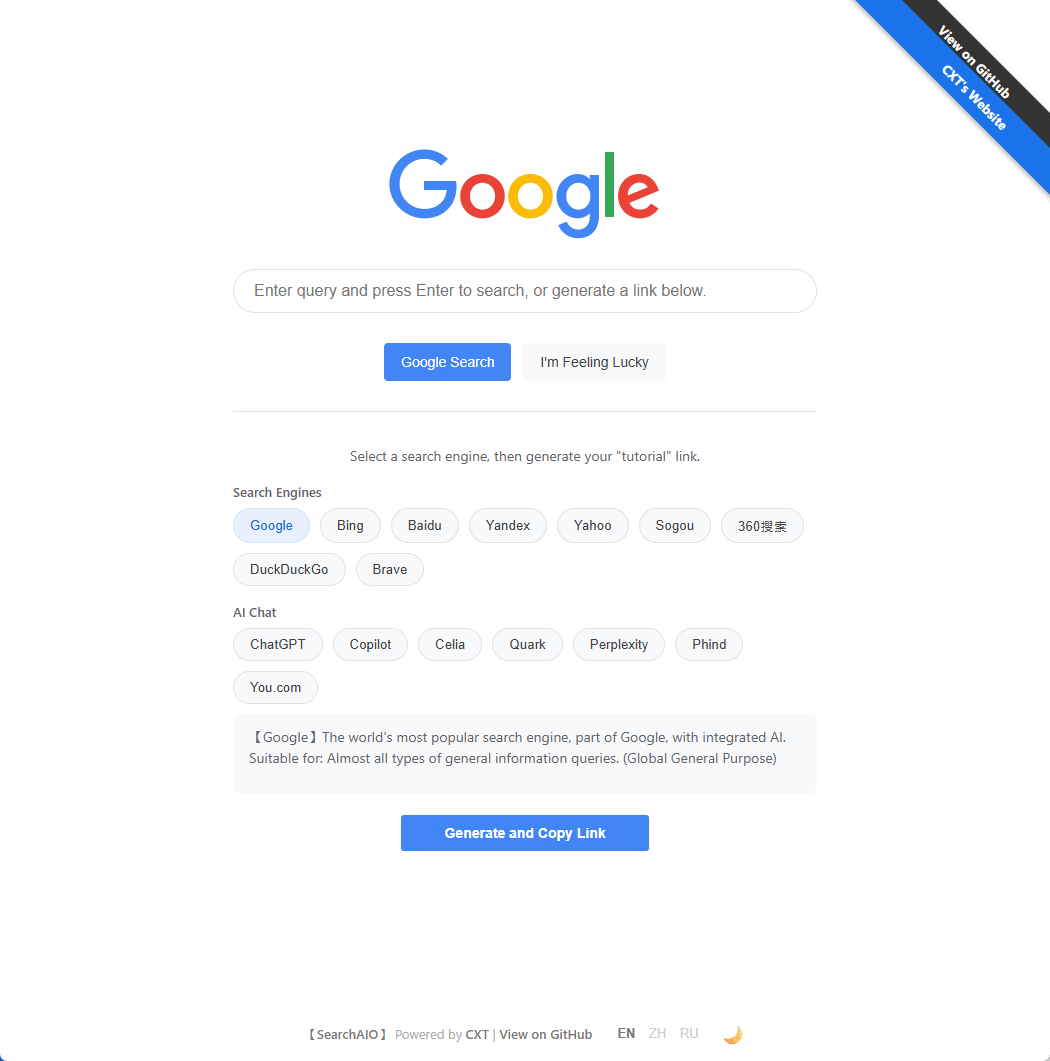 View on GitHub
CXT's Website
Google
Enter query and press Enter to search, or generate a link below.
Google Search
I'm Feeling Lucky
Select a search engine, then generate your "tutorial" link.
Search Engines
Google Bing Baidu Yandex Yahoo Sogou 360搜索
DuckDuckGo Brave
AI Chat
ChatGPT Copilot Celia Quark Perplexity Phind
You.com
【Google】The world's most popular search engine, part of Google, with integrated AI.
Suitable for: Almost all types of general information queries. (Global General Purpose)
Generate and Copy Link
【SearchAIO】 Powered by CXT | View on GitHub EN ZH RU